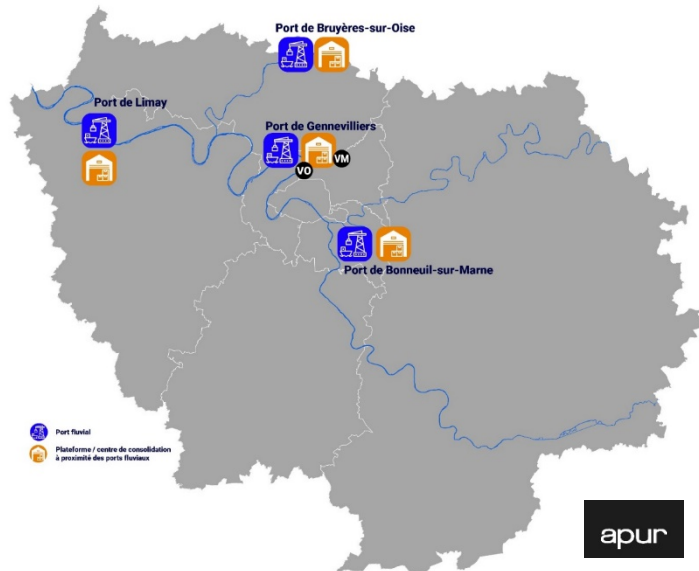 Port de Bruyères-sur-Oise
Port de Limay
Port de Gennevilliers
VM
VO
Port de Bonneuil-sur-Marne
Port fluvial
Plateforme / centre de consolidation
à proximité des ports fluviaux
apur